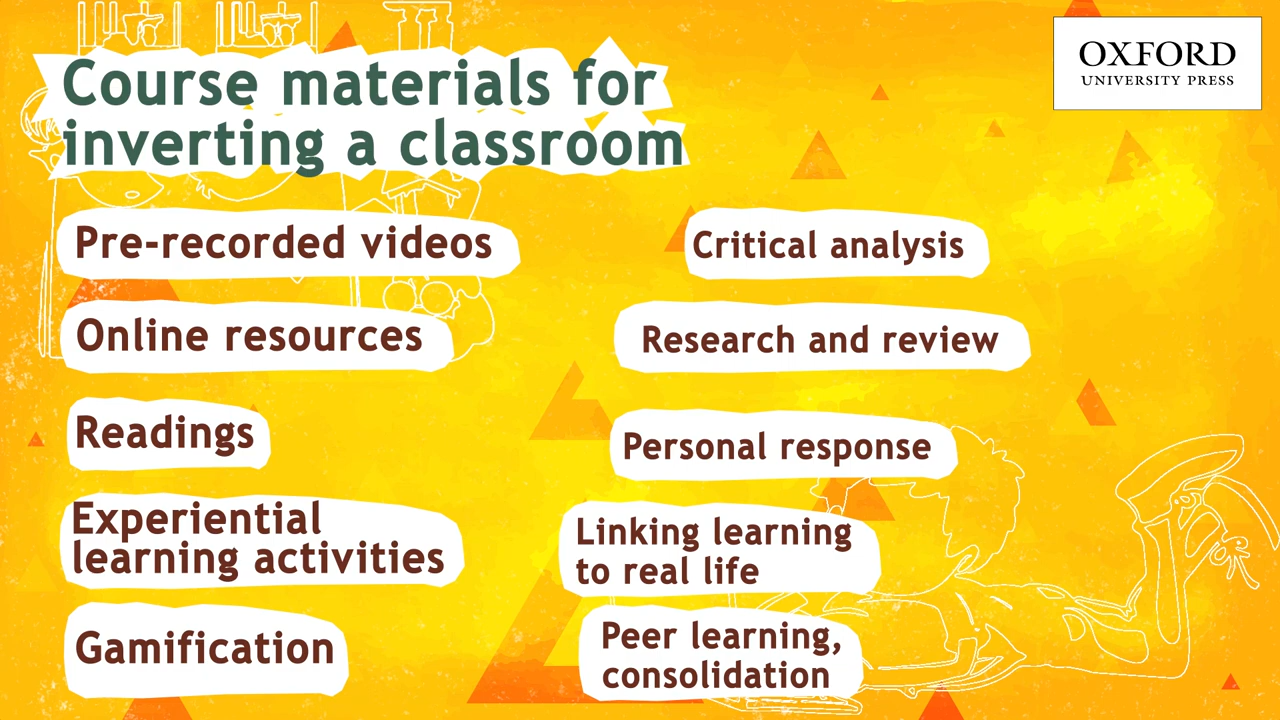 Course materials for
inverting a classroom
OXFORD
UNIVERSITY PRESS
Pre-recorded videos
Online resources
Readings
Experiential
learning activities
Gamification
Critical analysis
Research and review
Personal response
Linking learning
to real life
Peer learning,
consolidation